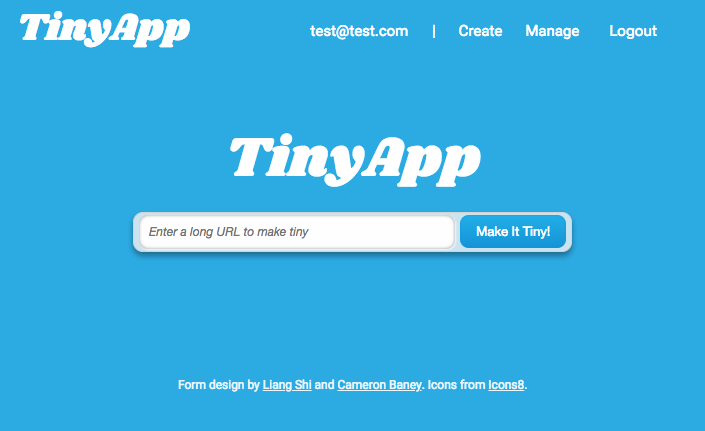 TinyApp test@test.com | Create Manage Logout
TinyApp
Enter a long URL to make tiny Make It Tiny!
Form design by Liang Shi and Cameron Baney. Icons from Icons8.